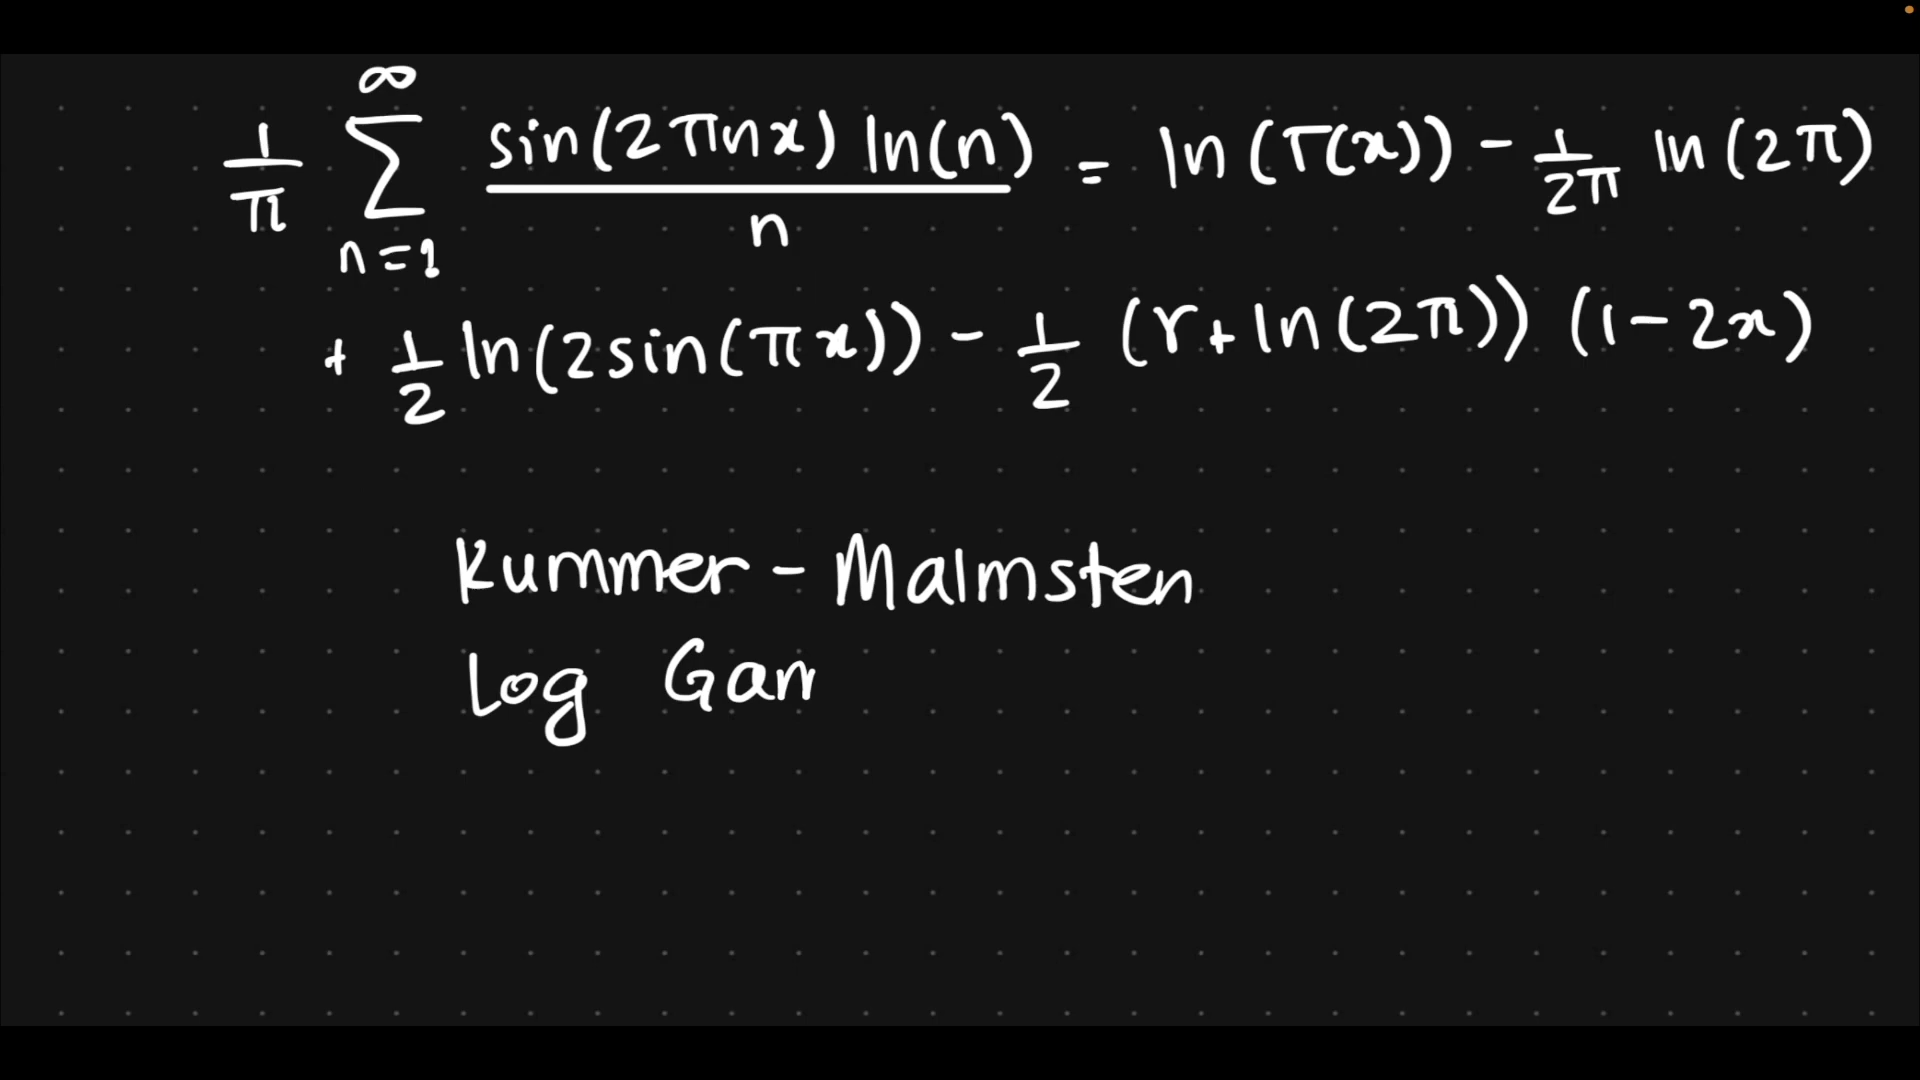 1/π ∑_{n=1}^{∞} sin(2πnx) ln(n) / n = ln(Γ(x)) - 1/2π ln(2π)
+ 1/2 ln(2sin(πx)) - 1/2 (γ + ln(2π)) (1-2x)
Kummer - Malmsten
Log Gam